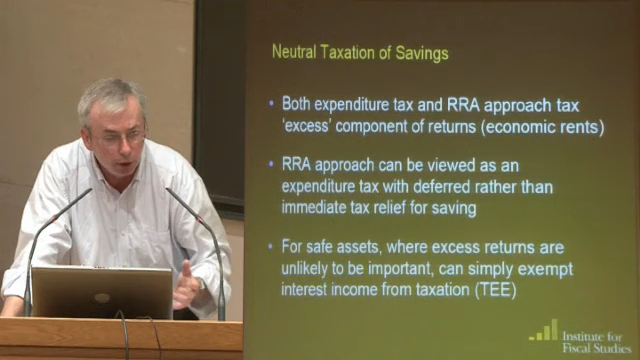 Neutral Taxation of Savings
• Both expenditure tax and RRA approach tax
‘excess’ component of returns (economic rents)
• RRA approach can be viewed as an
expenditure tax with deferred rather than
immediate tax relief for saving
• For safe assets, where excess returns are
unlikely to be important, can simply exempt
interest income from taxation (TEE)
Institute for
Fiscal Studies